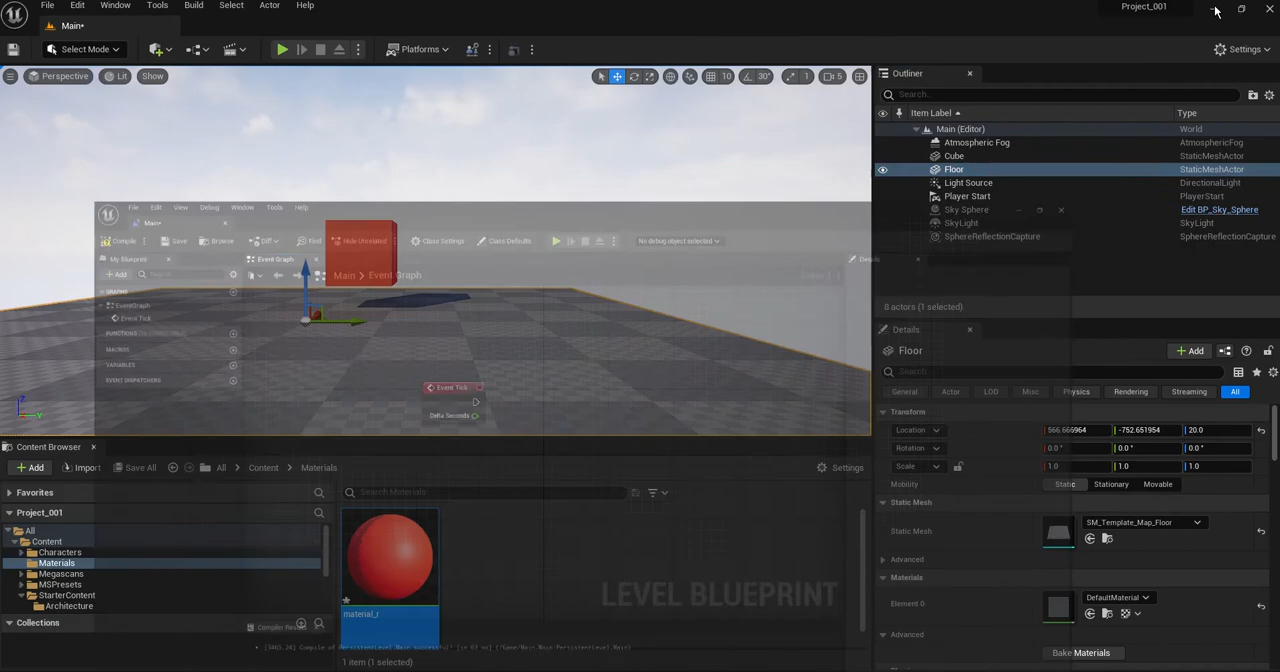 File Edit Window Tools Build Select Actor Help
Project_001
Main*
Select Mode
Platforms
Settings
Perspective Lit Show
10 30° 1 5
Outliner
Search...
Item Label Type
Main (Editor) World
Atmospheric Fog AtmosphericFog
Cube StaticMeshActor
Floor StaticMeshActor
Light Source DirectionalLight
Player Start PlayerStart
Sky Sphere Edit BP_Sky_Sphere
SkyLight SkyLight
SphereReflectionCapture SphereReflectionCapture
8 actors (1 selected)
File Edit View Debug Window Tools Help
Main*
Compile Save Browse Diff Find Hide Unrelated Class Settings Class Defaults No debug object selected
My Blueprint Event Graph Details
+ Add Search
Main > Event Graph
GRAPHS
EventGraph
Event Tick
FUNCTIONS
MACROS
VARIABLES
EVENT DISPATCHERS
Event Tick
Delta Seconds
LEVEL BLUEPRINT
Details
Floor
+ Add
Search
General Actor LOD Misc Physics Rendering Streaming All
Transform
Location 566.666964 -752.651954 20.0
Rotation 0.0° 0.0° 0.0°
Scale 1.0 1.0 1.0
Mobility Static Stationary Movable
Static Mesh
Static Mesh SM_Template_Map_Floor
Advanced
Materials
Element 0 DefaultMaterial
Advanced
Bake Materials
Content Browser
+ Add Import Save All All > Content > Materials
Settings
Favorites
Search Materials
Project_001
All
Content
Characters
Materials
Megascans
MSPresets
StarterContent
Architecture
Collections
material_r
1 item (1 selected)